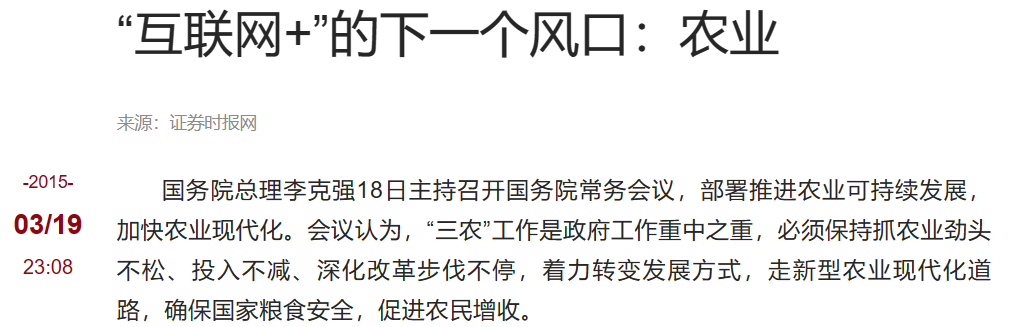 “互联网+”的下一个风口：农业
来源：证券时报网
-2015-
03/19
23:08
国务院总理李克强18日主持召开国务院常务会议，部署推进农业可持续发展，
加快农业现代化。会议认为，“三农”工作是政府工作重中之重，必须保持抓农业劲头
不松、投入不减、深化改革步伐不停，着力转变发展方式，走新型农业现代化道
路，确保国家粮食安全，促进农民增收。